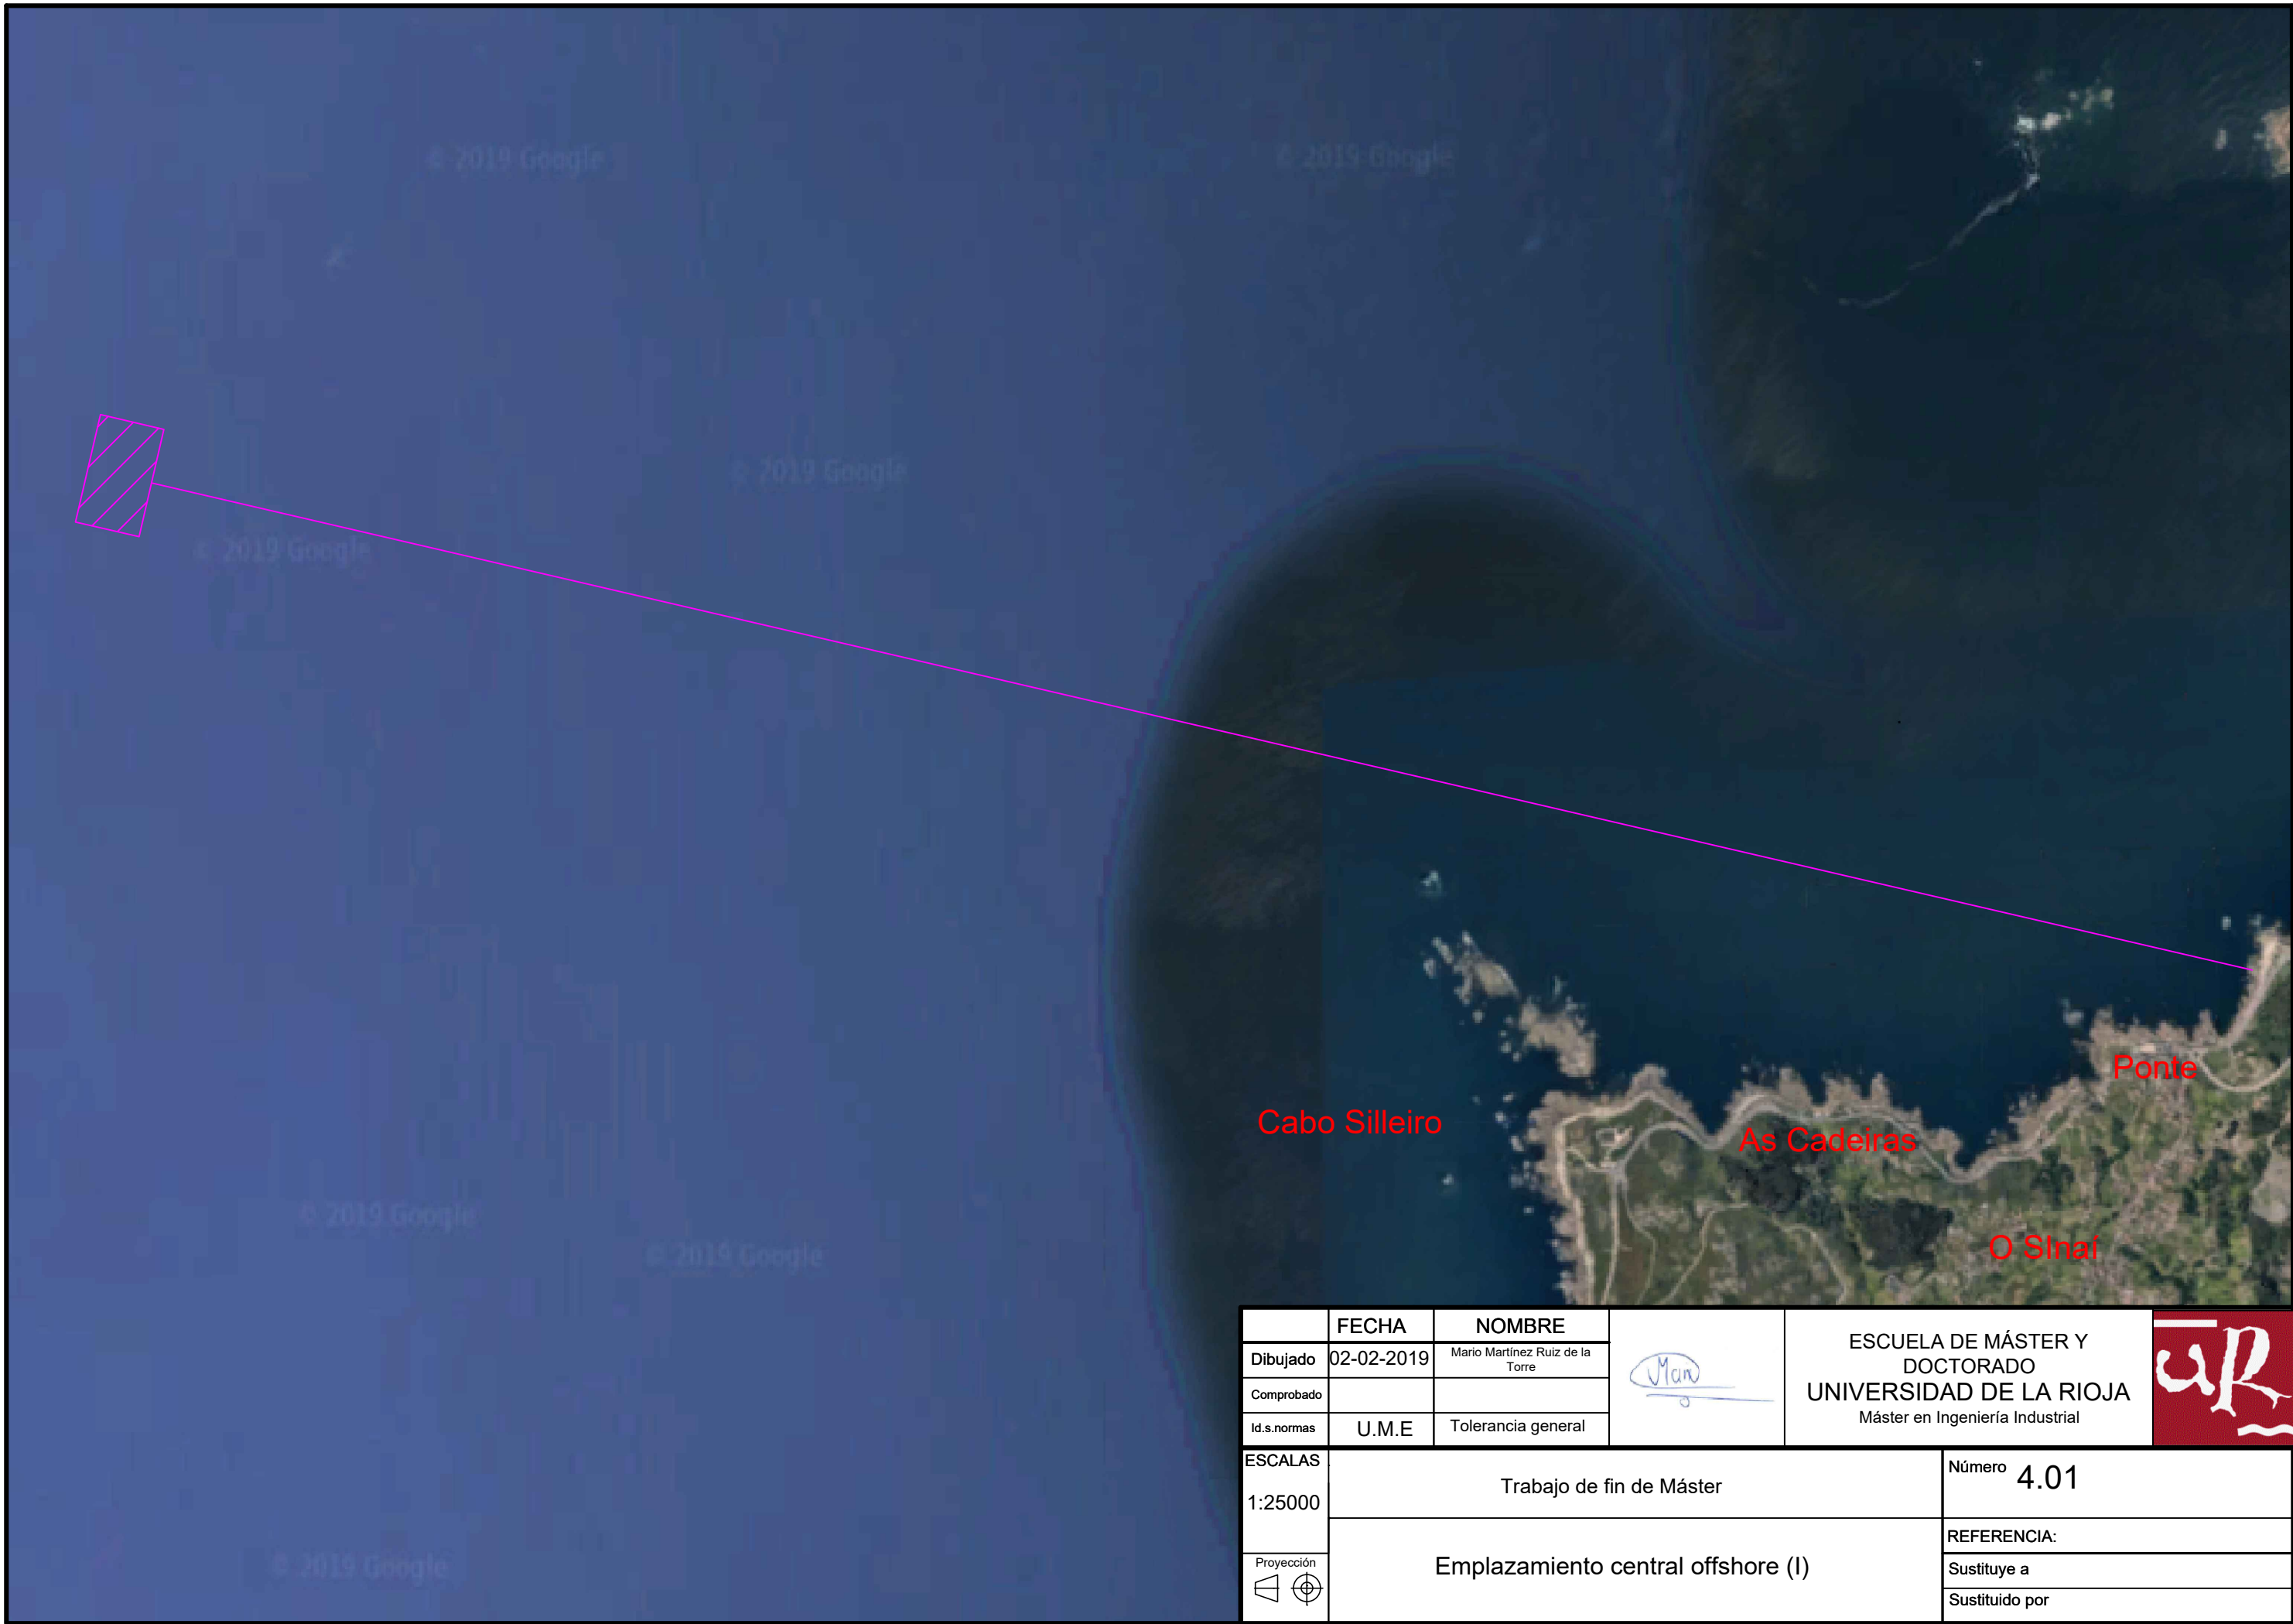 © 2019 Google
© 2019 Google
© 2019 Google
© 2019 Google
Ponte
Cabo Silleiro
As Cadeiras
© 2019 Google
O SInaí
© 2019 Google
© 2019 Google
FECHA
NOMBRE
Dibujado
02-02-2019
Mario Martínez Ruiz de la
Torre
Comprobado
Id.s.normas
U.M.E
Tolerancia general
ESCUELA DE MÁSTER Y
DOCTORADO
UNIVERSIDAD DE LA RIOJA
Máster en Ingeniería Industrial
UR
ESCALAS
1:25000
Trabajo de fin de Máster
Número 4.01
REFERENCIA:
Proyección
Emplazamiento central offshore (I)
Sustituye a
Sustituido por